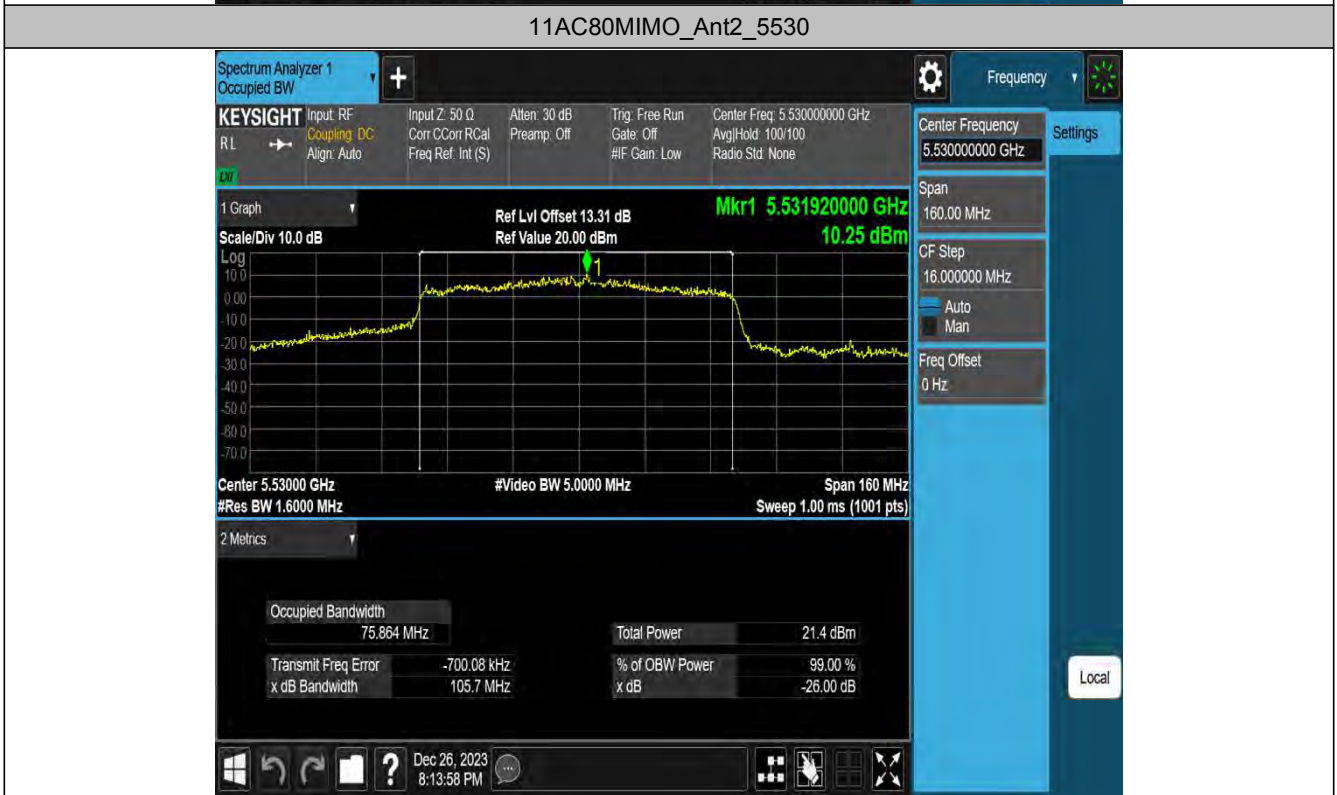 11AC80MIMO_Ant2_5530
Spectrum Analyzer 1
Occupied BW
+
Frequency
KEYSIGHT
RL
Input: RF
Coupling: DC
Align: Auto
Input Z: 50 Ω
Corr CCorr RCal
Freq Ref: Int (S)
Atten: 30 dB
Preamp: Off
Trig: Free Run
Gate: Off
#IF Gain: Low
Center Freq: 5.530000000 GHz
Avg|Hold: 100/100
Radio Std: None
LXI
1 Graph
Scale/Div 10.0 dB
Ref Lvl Offset 13.31 dB
Ref Value 20.00 dBm
Mkr1 5.531920000 GHz
10.25 dBm
Log
10.0
0.00
-10.0
-20.0
-30.0
-40.0
-50.0
-60.0
-70.0
1
Center 5.53000 GHz
#Res BW 1.6000 MHz
#Video BW 5.0000 MHz
Span 160 MHz
Sweep 1.00 ms (1001 pts)
2 Metrics
Occupied Bandwidth
75.864 MHz
Total Power 21.4 dBm
Transmit Freq Error -700.08 kHz
% of OBW Power 99.00 %
x dB Bandwidth 105.7 MHz
x dB -26.00 dB
Center Frequency
5.530000000 GHz
Settings
Span
160.00 MHz
CF Step
16.000000 MHz
Auto
Man
Freq Offset
0 Hz
Local
?
Dec 26, 2023
8:13:58 PM